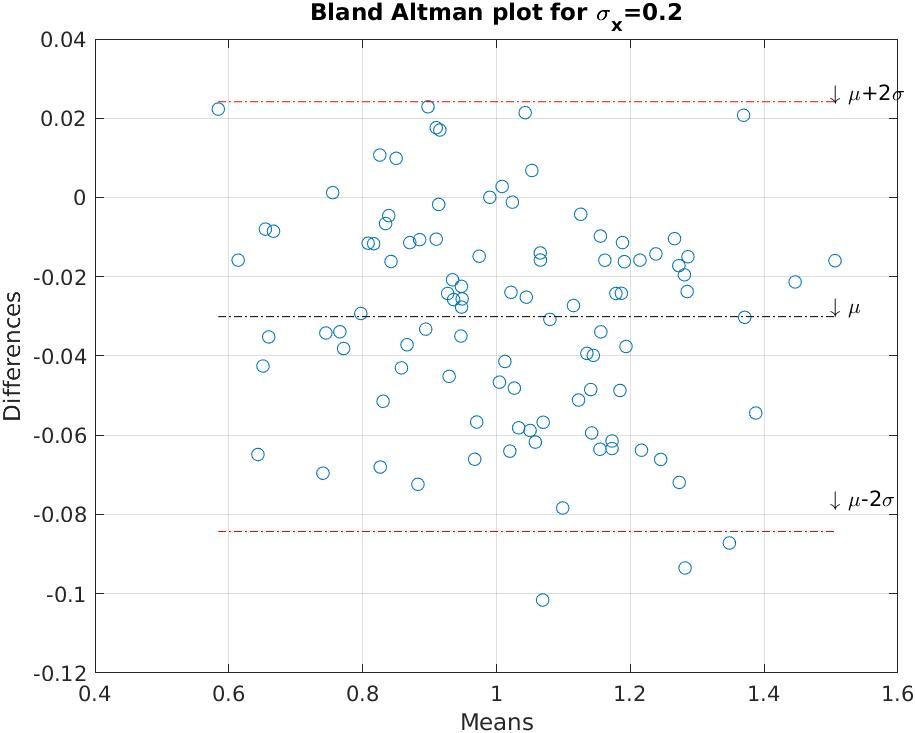 Bland Altman plot for σx=0.2
0.04
↓ μ+2σ
0.02
0
-0.02
↓ μ
-0.04
-0.06
↓ μ-2σ
-0.08
-0.1
-0.12
Differences
0.4 0.6 0.8 1 1.2 1.4 1.6
Means